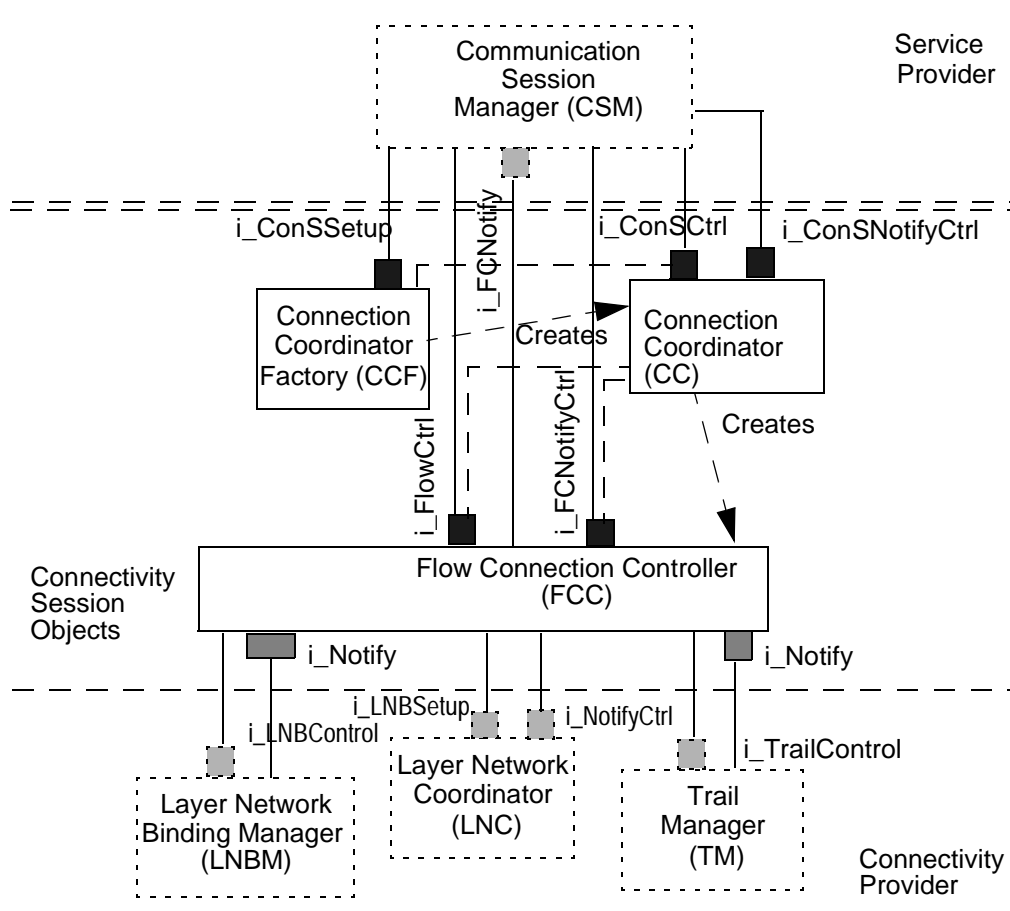 Communication
Session
Manager (CSM)
Service
Provider
i_ConSSetup
i_FCNotify
i_ConSCtrl
i_ConSNotifyCtrl
Connection
Coordinator
Factory (CCF)
Creates
Connection
Coordinator
(CC)
Creates
i_FlowCtrl
i_FCNotifyCtrl
Flow Connection Controller
(FCC)
Connectivity
Session
Objects
i_Notify
i_Notify
i_LNBSetup
i_NotifyCtrl
i_LNBControl
i_TrailControl
Layer Network
Binding Manager
(LNBM)
Layer Network
Coordinator
(LNC)
Trail
Manager
(TM)
Connectivity
Provider